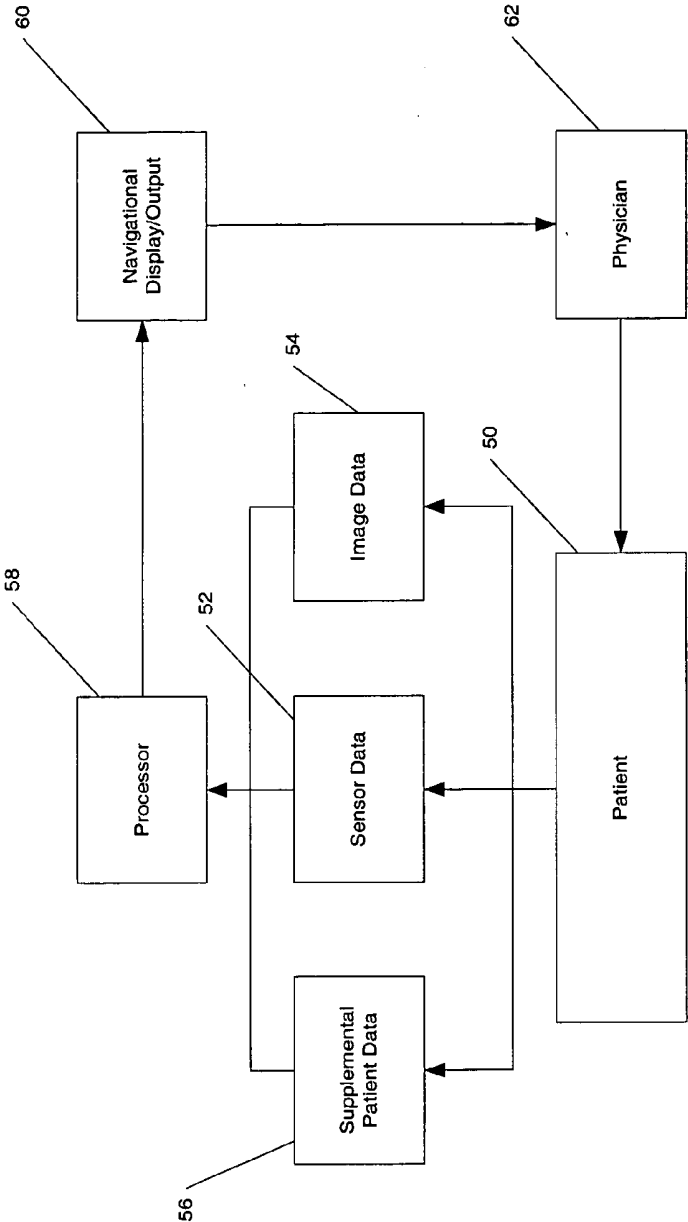 58
Processor
60
Navigational
Display/Output
56
Supplemental
Patient Data
52
Sensor Data
54
Image Data
50
Patient
62
Physician